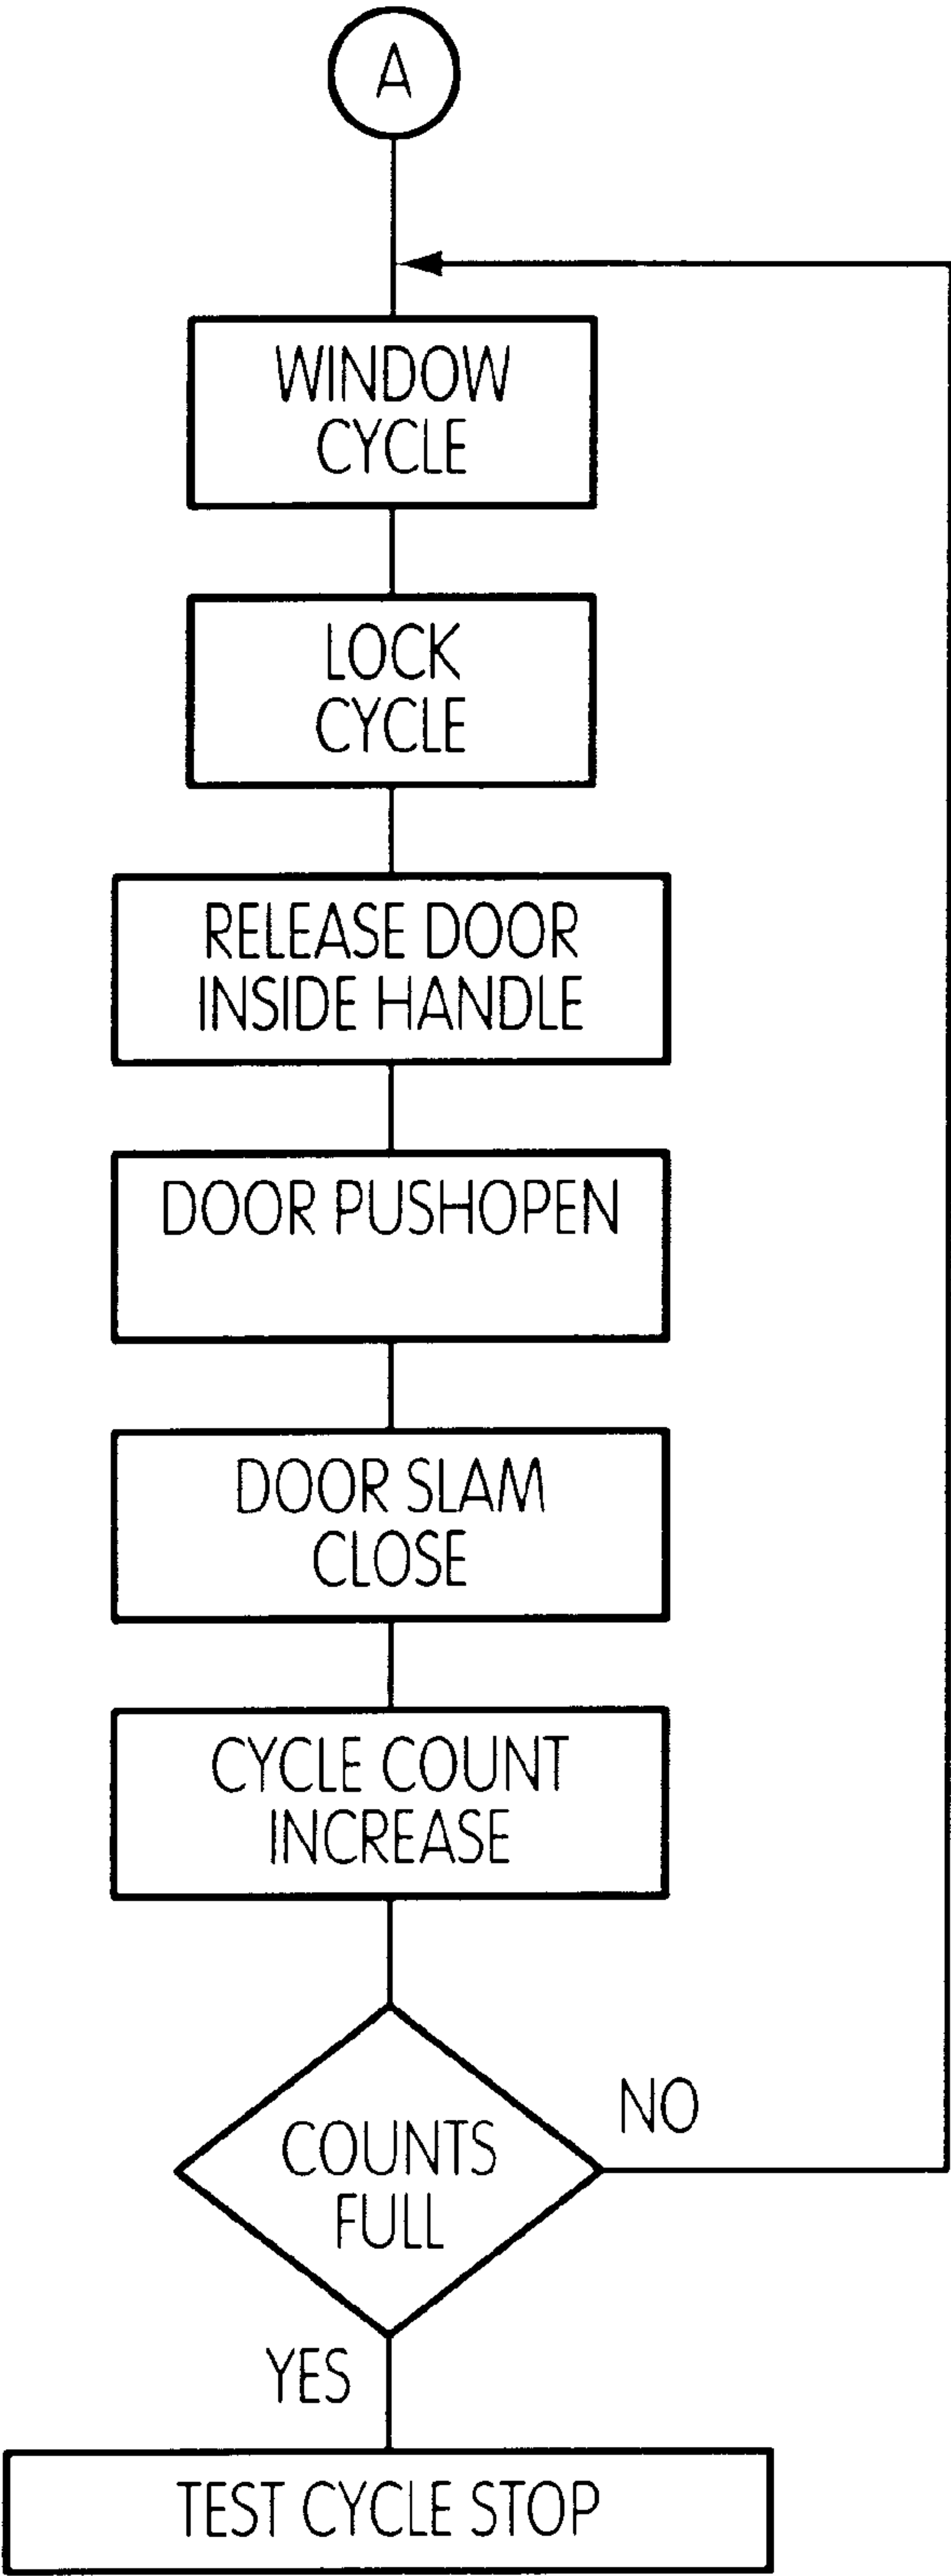 A
WINDOW
CYCLE
LOCK
CYCLE
RELEASE DOOR
INSIDE HANDLE
DOOR PUSHOPEN
DOOR SLAM
CLOSE
CYCLE COUNT
INCREASE
COUNTS
FULL
NO
YES
TEST CYCLE STOP